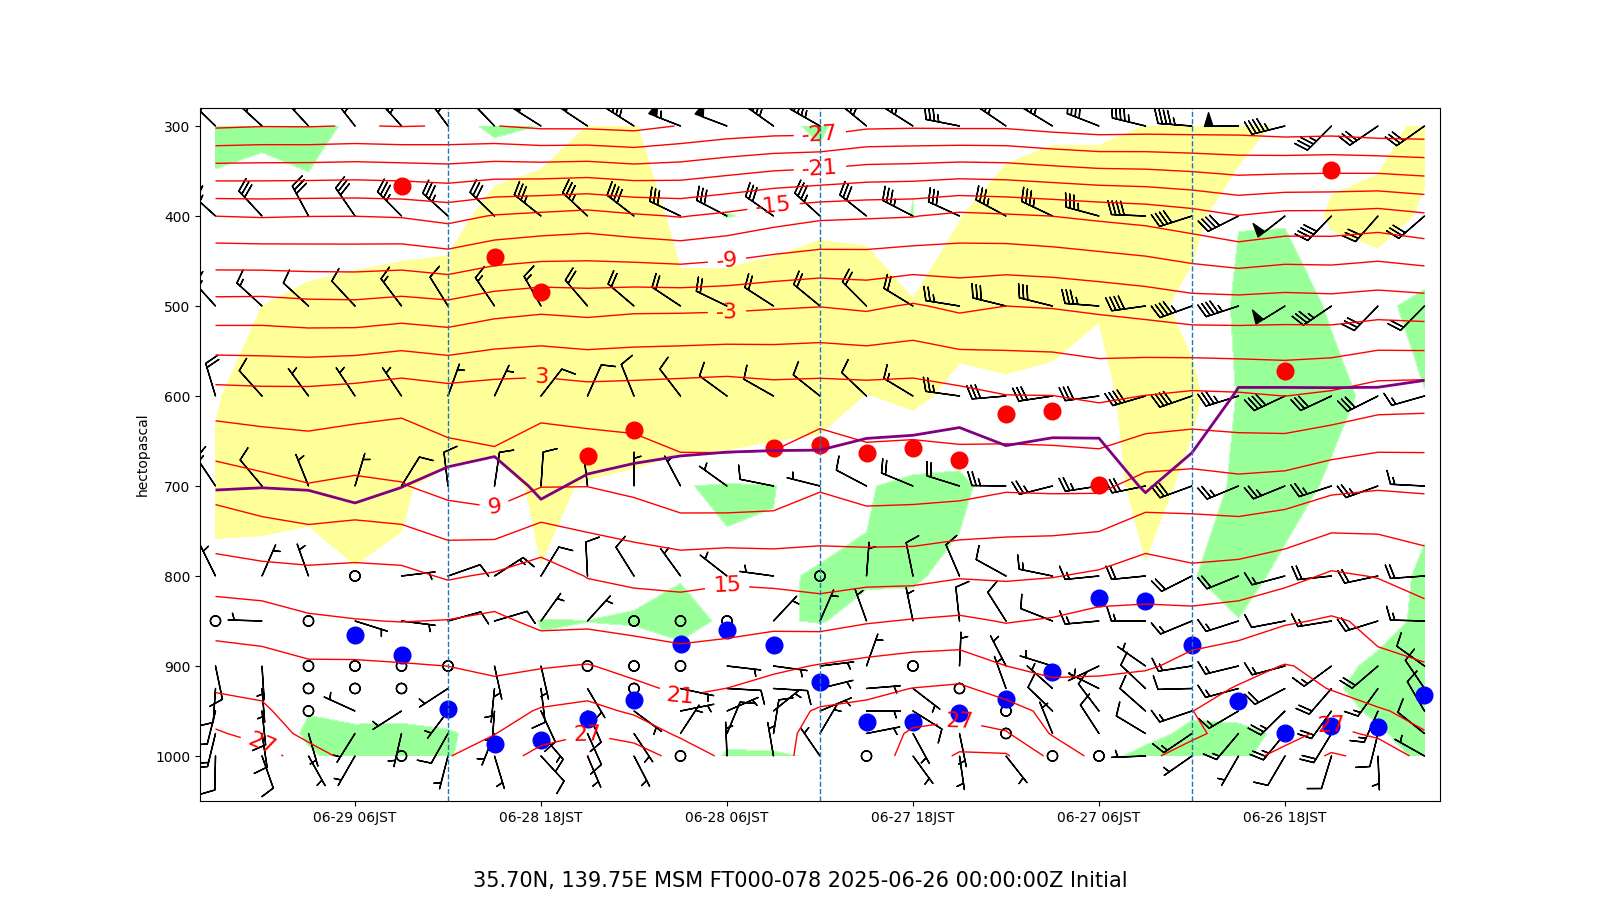 300
400
500
600
700
800
900
1000
hectopascal
-27
-21
-15
-9
-3
3
9
15
21
27
27
27
27
06-29 06JST
06-28 18JST
06-28 06JST
06-27 18JST
06-27 06JST
06-26 18JST
35.70N, 139.75E MSM FT000-078 2025-06-26 00:00:00Z Initial